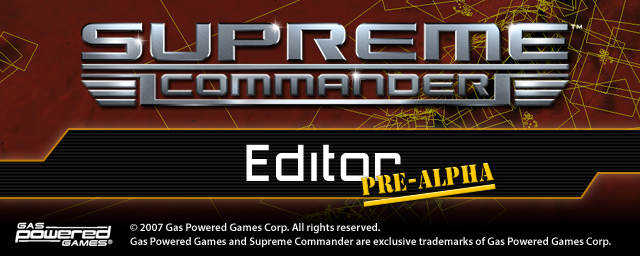 SUPREME™
COMMANDER
Editor
PRE-ALPHA
GAS
powered
GAMES®
© 2007 Gas Powered Games Corp. All rights reserved.
Gas Powered Games and Supreme Commander are exclusive trademarks of Gas Powered Games Corp.